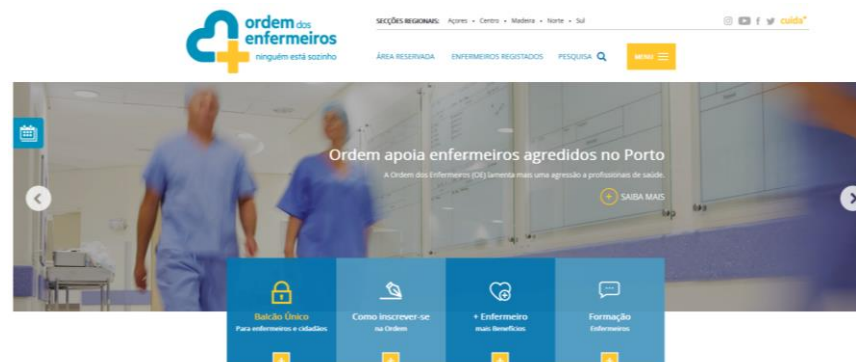 ordem dos
enfermeiros
ninguém está sozinho
SECÇÕES REGIONAIS: Açores • Centro • Madeira • Norte • Sul
cuida+
ÁREA RESERVADA ENFERMEIROS REGISTADOS PESQUISA
MENU
Ordem apoia enfermeiros agredidos no Porto
A Ordem dos Enfermeiros (OE) lamenta mais uma agressão a profissionais de saúde.
SAIBA MAIS
Balcão Único
Para enfermeiros e cidadãos
Como inscrever-se
na Ordem
+ Enfermeiro
mais Benefícios
Formação
Enfermeiros